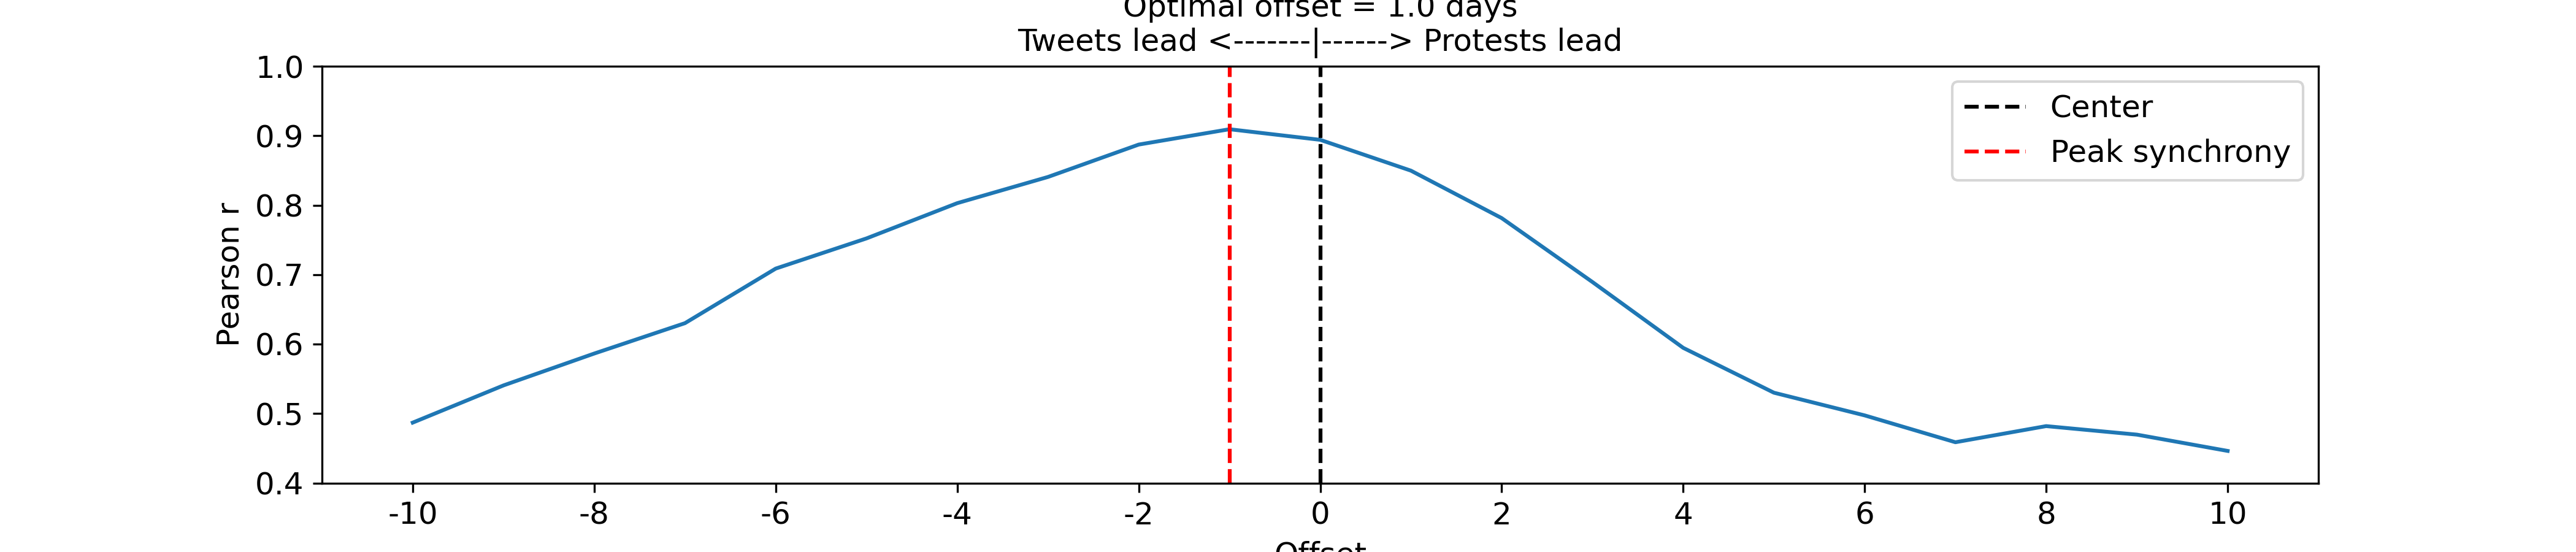 Optimal offset = 1.0 days
Tweets lead <-------|------> Protests lead
1.0
0.9
0.8
0.7
0.6
0.5
0.4
Pearson r
Center
Peak synchrony
-10 -8 -6 -4 -2 0 2 4 6 8 10
Offset